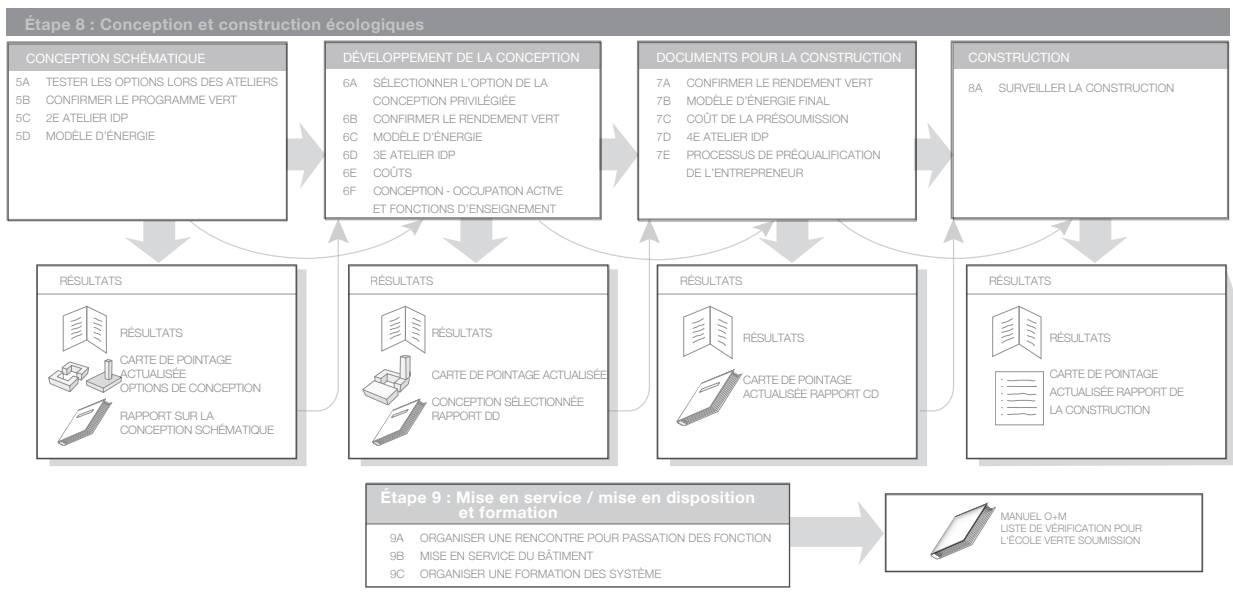 Étape 8 : Conception et construction écologiques
CONCEPTION SCHÉMATIQUE
5A TESTER LES OPTIONS LORS DES ATELIERS
5B CONFIRMER LE PROGRAMME VERT
5C 2E ATELIER IDP
5D MODÈLE D'ÉNERGIE
DÉVELOPPEMENT DE LA CONCEPTION
6A SÉLECTIONNER L'OPTION DE LA
CONCEPTION PRIVILÉGIÉE
6B CONFIRMER LE RENDEMENT VERT
6C MODÈLE D'ÉNERGIE
6D 3E ATELIER IDP
6E COÛTS
6F CONCEPTION - OCCUPATION ACTIVE
ET FONCTIONS D'ENSEIGNEMENT
DOCUMENTS POUR LA CONSTRUCTION
7A CONFIRMER LE RENDEMENT VERT
7B MODÈLE D'ÉNERGIE FINAL
7C COÛT DE LA PRÉSOUMISSION
7D 4E ATELIER IDP
7E PROCESSUS DE PRÉQUALIFICATION
DE L'ENTREPRENEUR
CONSTRUCTION
8A SURVEILLER LA CONSTRUCTION
RÉSULTATS
RÉSULTATS
CARTE DE POINTAGE
ACTUALISÉE
OPTIONS DE CONCEPTION
RAPPORT SUR LA
CONCEPTION SCHÉMATIQUE
RÉSULTATS
RÉSULTATS
CARTE DE POINTAGE ACTUALISÉE
CONCEPTION SÉLECTIONNÉE
RAPPORT DD
RÉSULTATS
RÉSULTATS
CARTE DE POINTAGE
ACTUALISÉE RAPPORT CD
RÉSULTATS
RÉSULTATS
CARTE DE POINTAGE
ACTUALISÉE RAPPORT DE
LA CONSTRUCTION
Étape 9 : Mise en service / mise en disposition
et formation
9A ORGANISER UNE RENCONTRE POUR PASSATION DES FONCTION
9B MISE EN SERVICE DU BÂTIMENT
9C ORGANISER UNE FORMATION DES SYSTÈME
MANUEL O+M
LISTE DE VÉRIFICATION POUR
L'ÉCOLE VERTE SOUMISSION